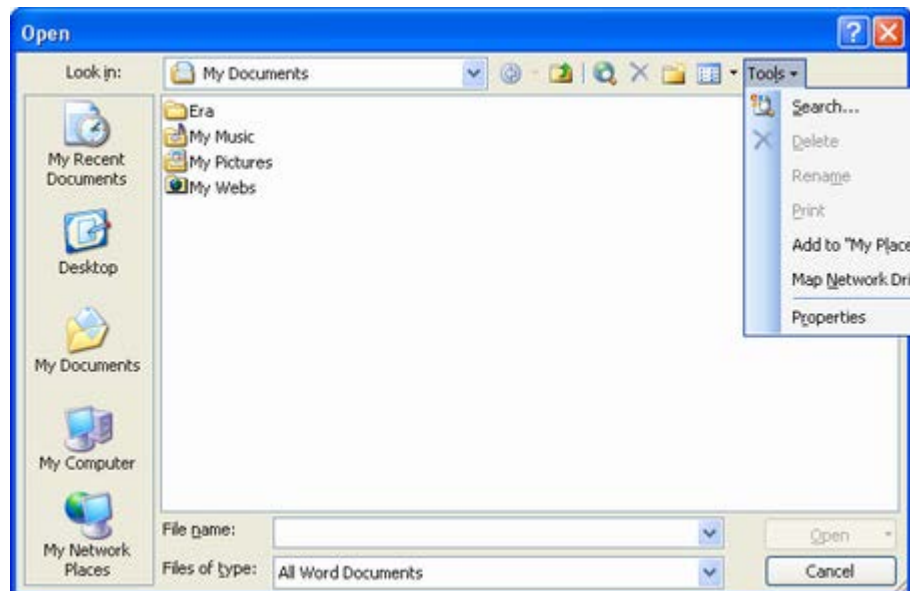 Open
Look in:
My Documents
Tools
Era
My Music
My Pictures
My Webs
Search...
Delete
Rename
Print
Add to "My Place
Map Network Dri
Properties
My Recent
Documents
Desktop
My Documents
My Computer
My Network
Places
File name:
Open
Files of type:
All Word Documents
Cancel